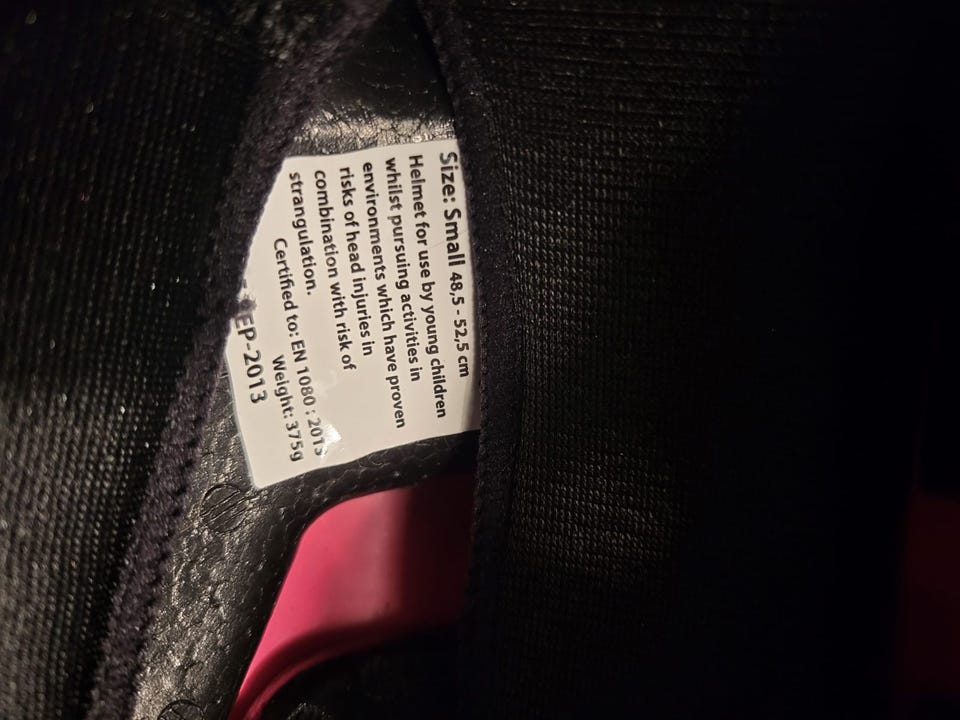 Size: Small 48,5 - 52,5 cm
Helmet for use by young children
whilst pursuing activities in
environments which have proven
risks of head injuries in
combination with risk of
strangulation.
Certified to: EN 1080 :
Weight: 375g
EP-2013